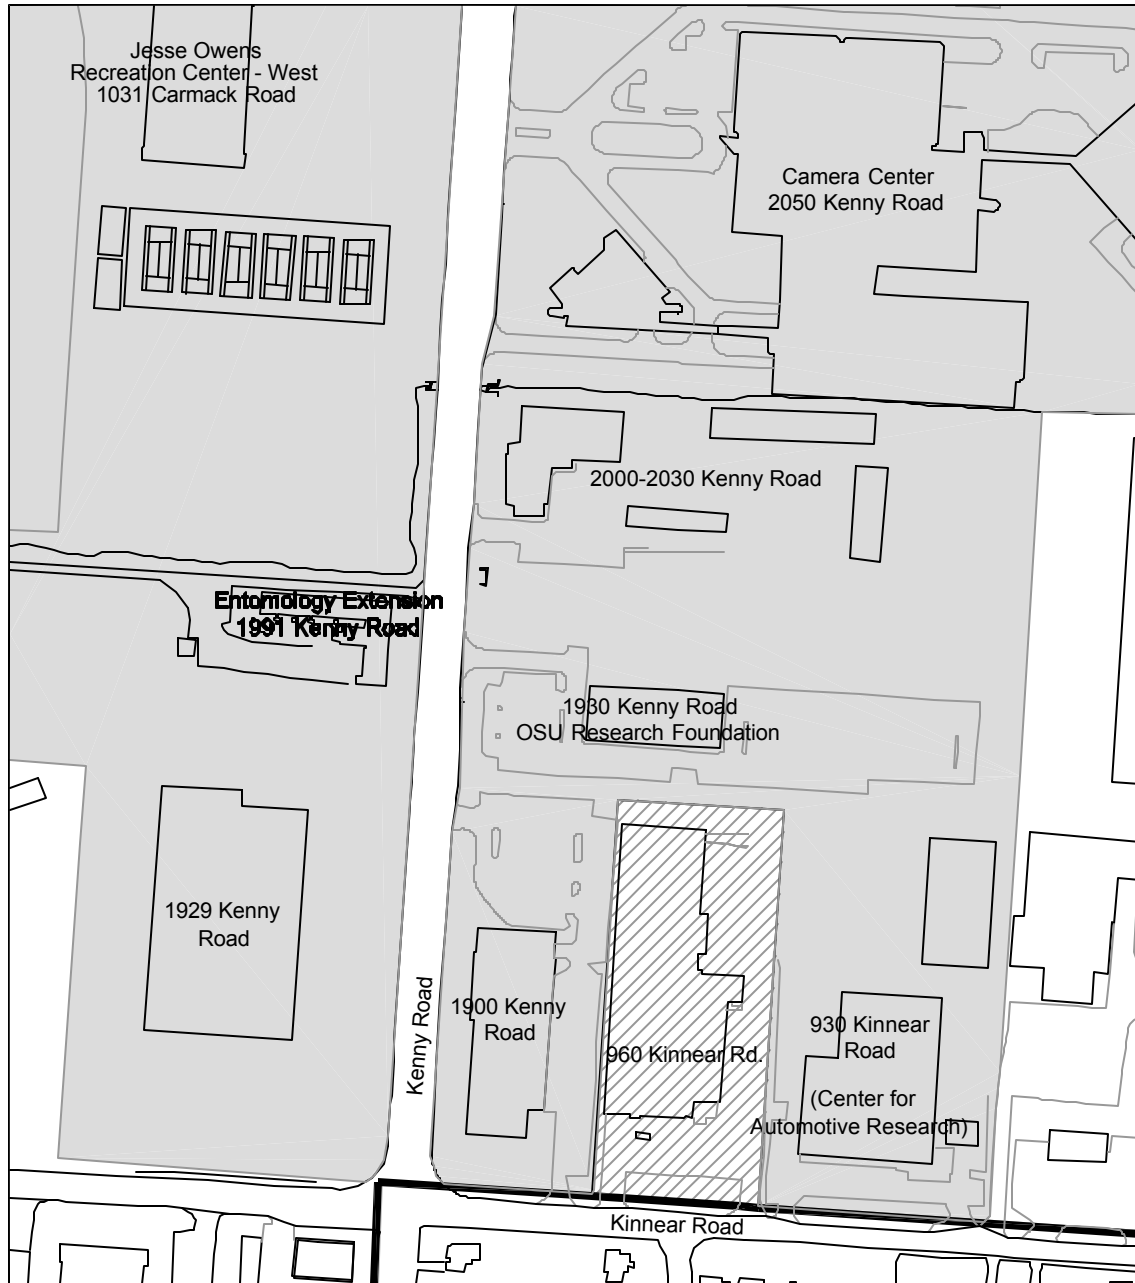 Jesse Owens
Recreation Center - West
1031 Carmack Road
Camera Center
2050 Kenny Road
2000-2030 Kenny Road
Entomology Extension
1991 Kenny Road
1930 Kenny Road
OSU Research Foundation
1929 Kenny
Road
Kenny Road
1900 Kenny
Road
960 Kinnear Rd.
930 Kinnear
Road
(Center for
Automotive Research)
Kinnear Road